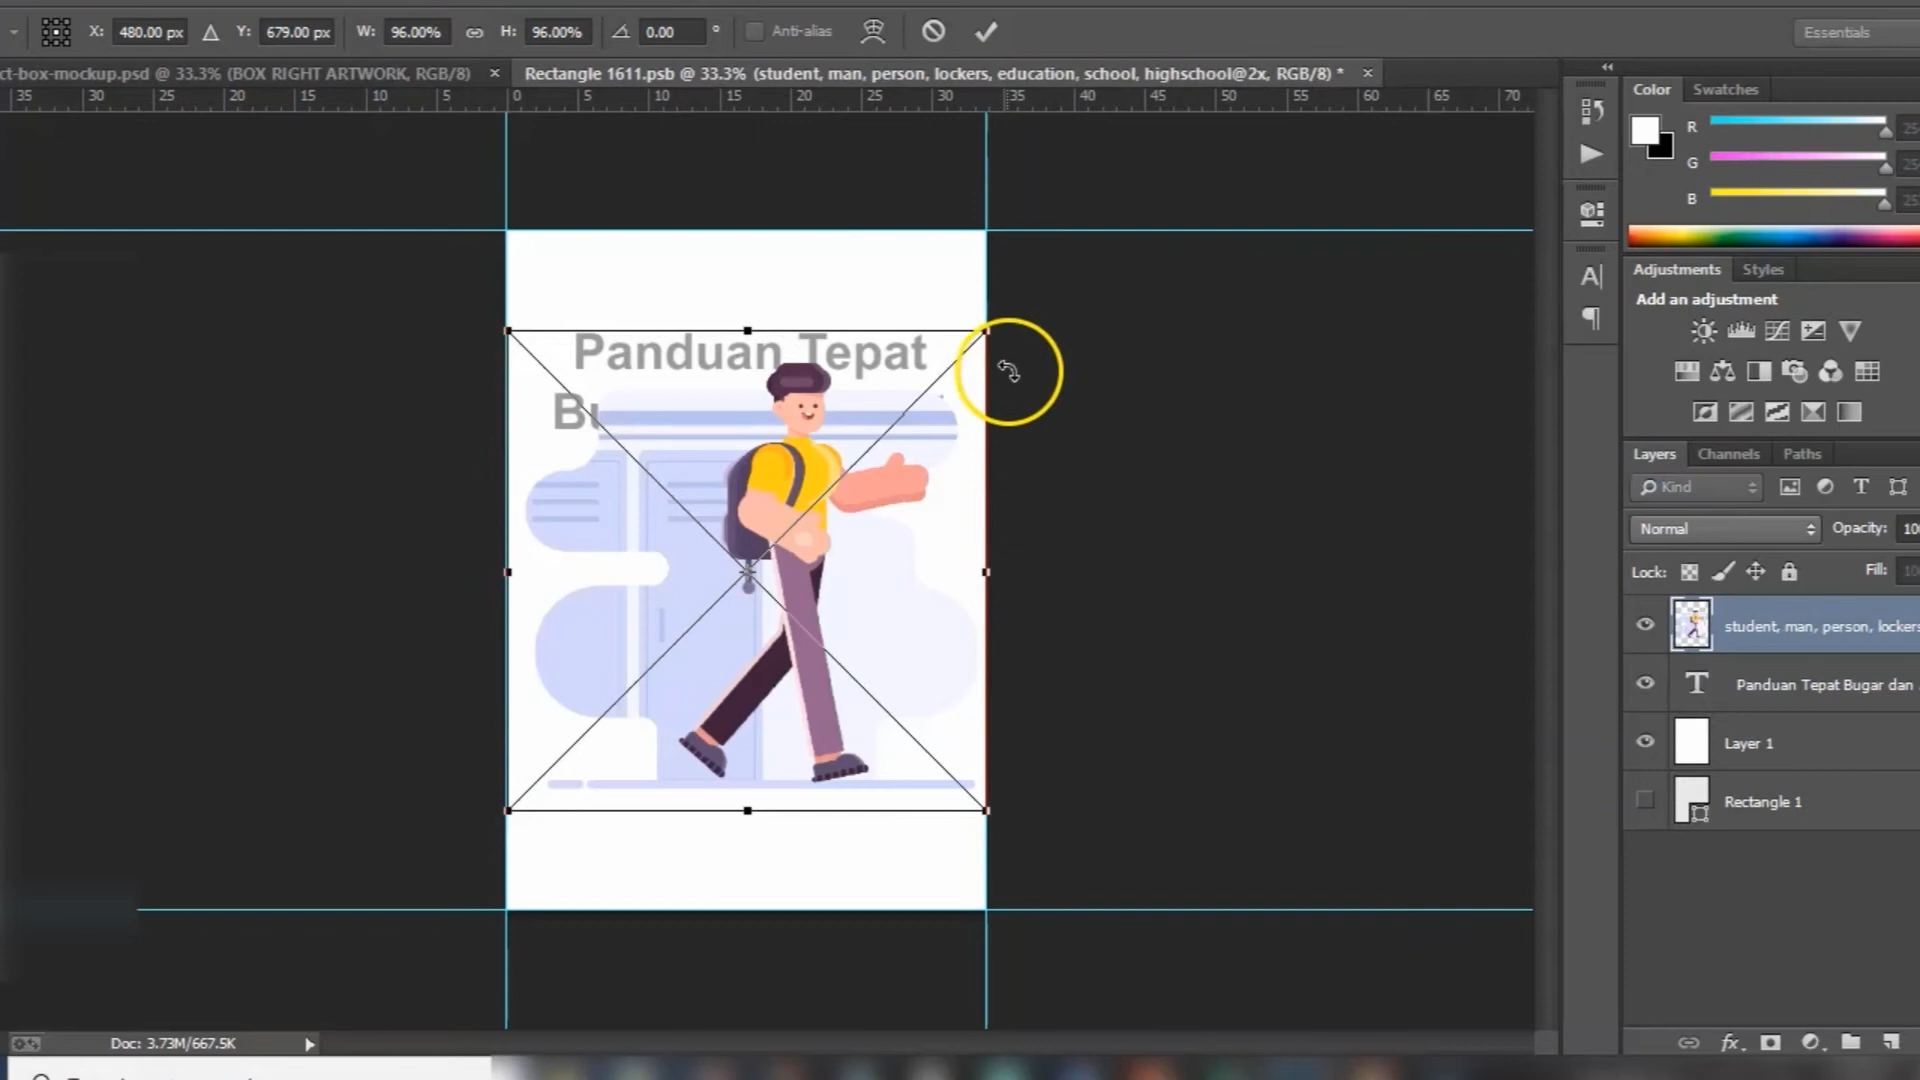 X: 480.00 px Y: 679.00 px W: 96.00% H: 96.00% 0.00 ° Anti-alias Essentials
ct-box-mockup.psd @ 33.3% (BOX RIGHT ARTWORK, RGB/8) × Rectangle 1611.psb @ 33.3% (student, man, person, lockers, education, school, highschool@2x, RGB/8) * ×
35 30 25 20 15 10 5 0 5 10 15 20 25 30 35 40 45 50 55 60 65 70
Color Swatches
R
G
B
Adjustments Styles
Add an adjustment
Panduan Tepat
Bu
Layers Channels Paths
Kind
Normal Opacity: 10
Lock: Fill:
student, man, person, lockers
Panduan Tepat Bugar dan
Layer 1
Rectangle 1
Doc: 3.73M/667.5K
fx